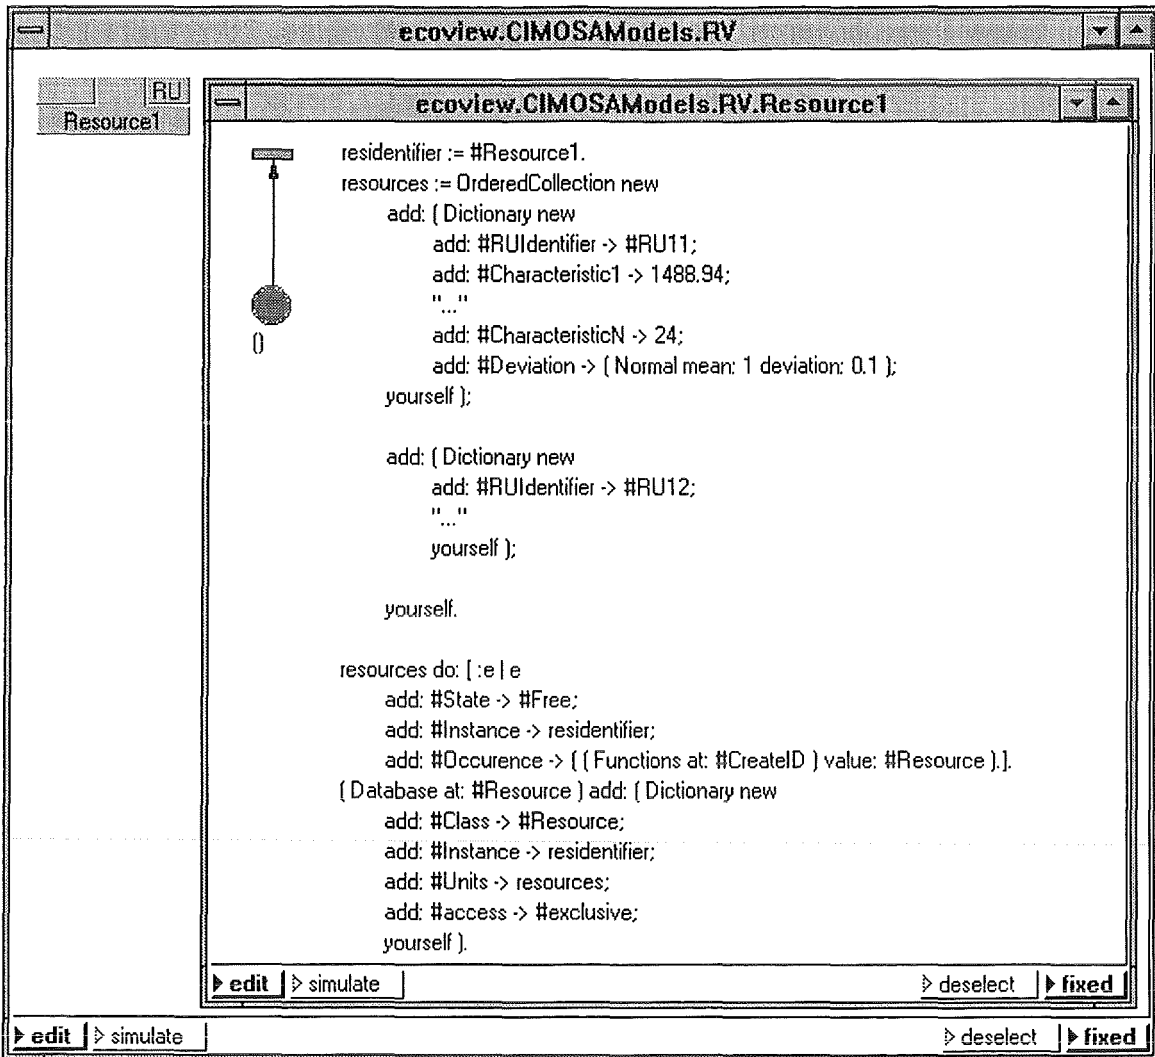 ecoview.CIMOSAModels.RV
RU
Resource1
ecoview.CIMOSAModels.RV.Resource1
()
residentifier := #Resource1.
resources := OrderedCollection new
add: ( Dictionary new
add: #RUIdentifier -> #RU11;
add: #Characteristic1 -> 1488.94;
"..."
add: #CharacteristicN -> 24;
add: #Deviation -> ( Normal mean: 1 deviation: 0.1 );
yourself );
add: ( Dictionary new
add: #RUIdentifier -> #RU12;
"..."
yourself );
yourself.
resources do: [ :e | e
add: #State -> #Free;
add: #Instance -> residentifier;
add: #Occurence -> ( ( Functions at: #CreateID ) value: #Resource ).].
( Database at: #Resource ) add: ( Dictionary new
add: #Class -> #Resource;
add: #Instance -> residentifier;
add: #Units -> resources;
add: #access -> #exclusive;
yourself ).
edit simulate deselect fixed
edit simulate deselect fixed